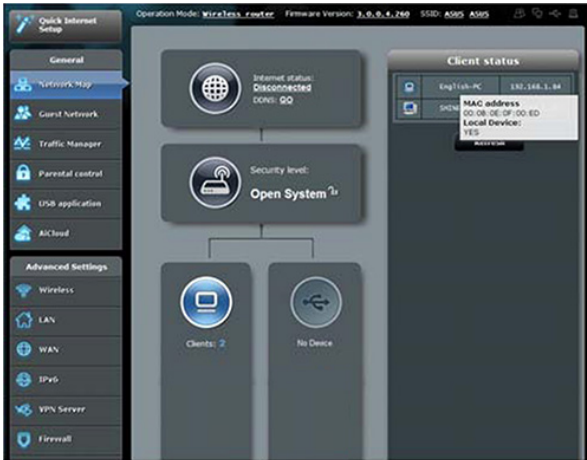 Quick Internet
Setup
Operation Mode: Wireless router Firmware Version: 3.0.0.4.260 SSID: ASUS ASUS
General
Network Map
Guest Network
Traffic Manager
Parental control
USB application
AiCloud
Advanced Settings
Wireless
LAN
WAN
IPv6
VPN Server
Firewall
Internet status:
Disconnected
DDNS: GO
Security level:
Open System
Clients: 2
No Device
Client status
English-PC 192.168.1.84
MAC address
00:08:0E:0F:00:ED
Local Device:
YES